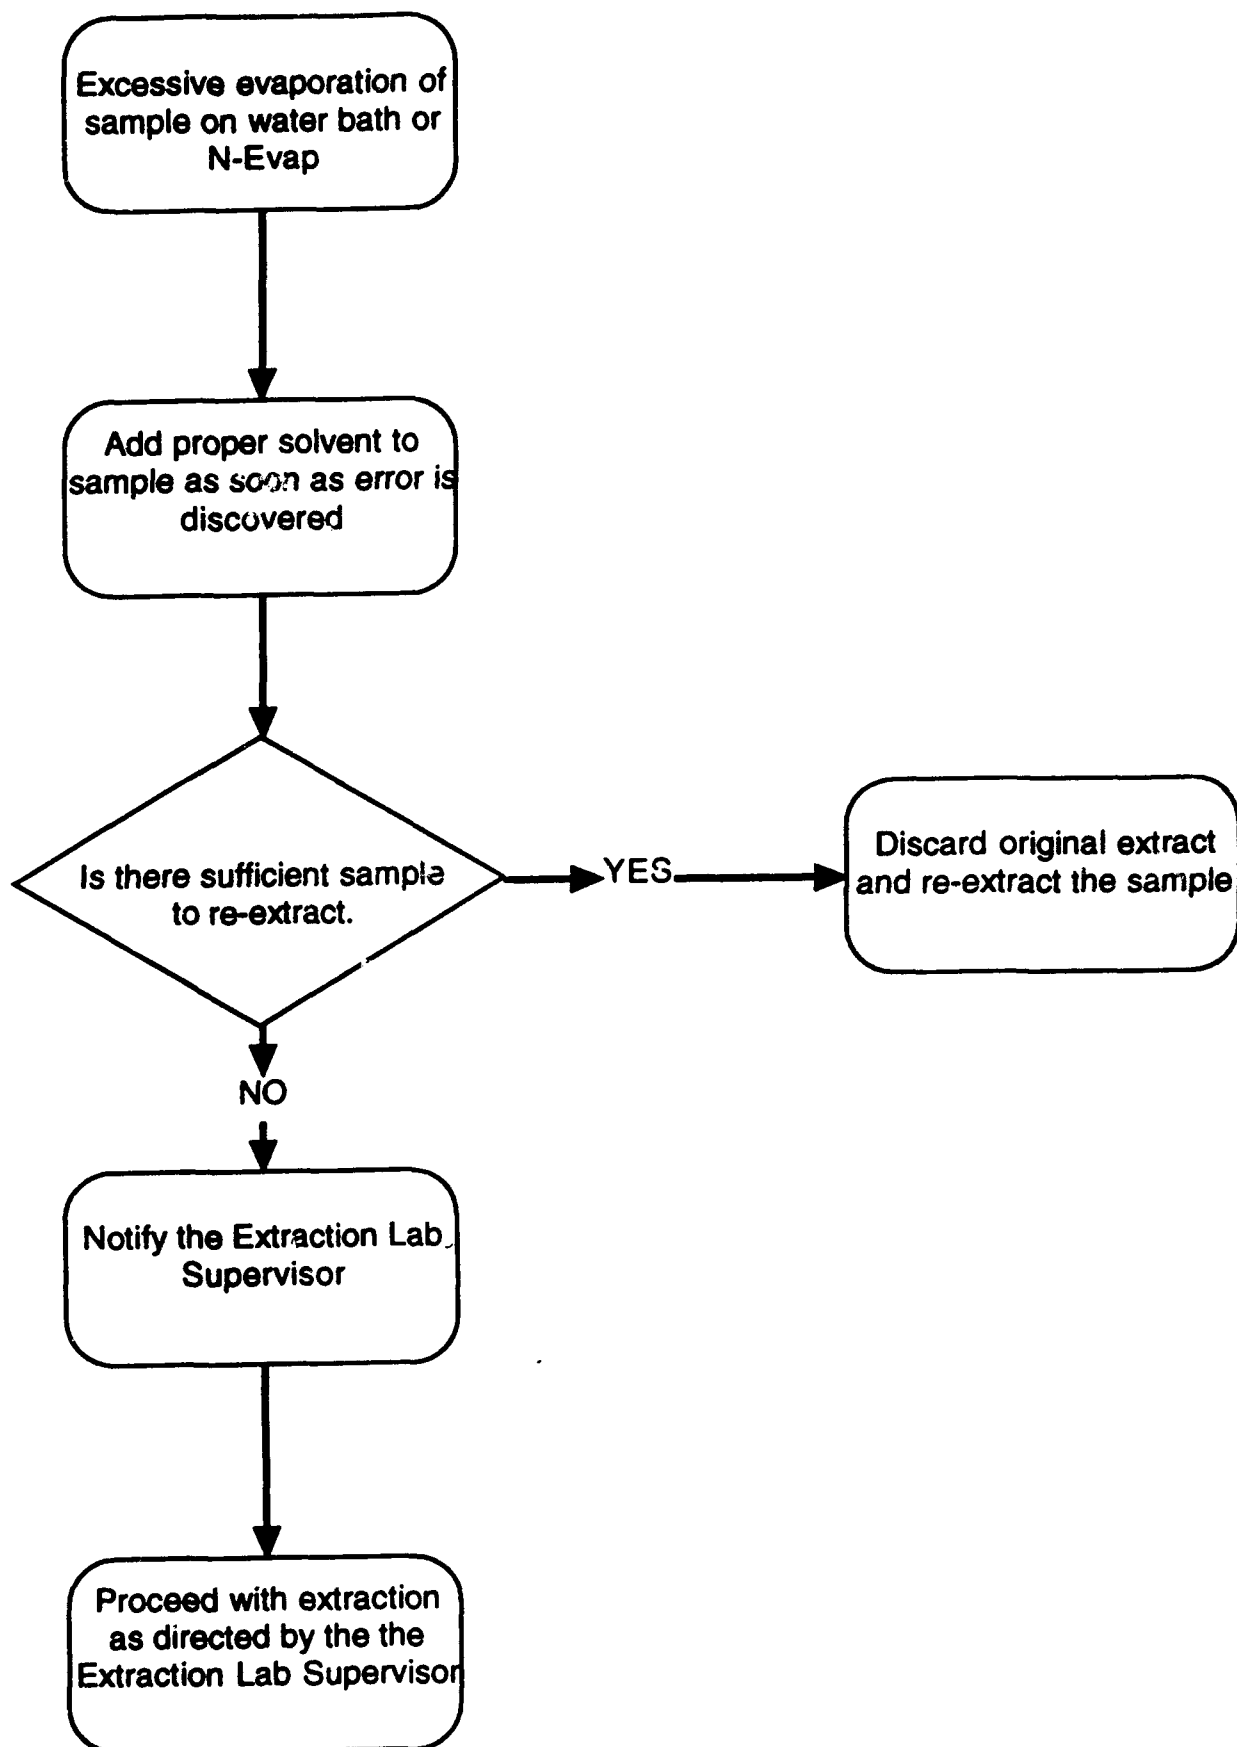 Excessive evaporation of
sample on water bath or
N-Evap
Add proper solvent to
sample as soon as error is
discovered
Is there sufficient sample
to re-extract.
YES
Discard original extract
and re-extract the sample
NO
Notify the Extraction Lab
Supervisor
Proceed with extraction
as directed by the the
Extraction Lab Supervisor